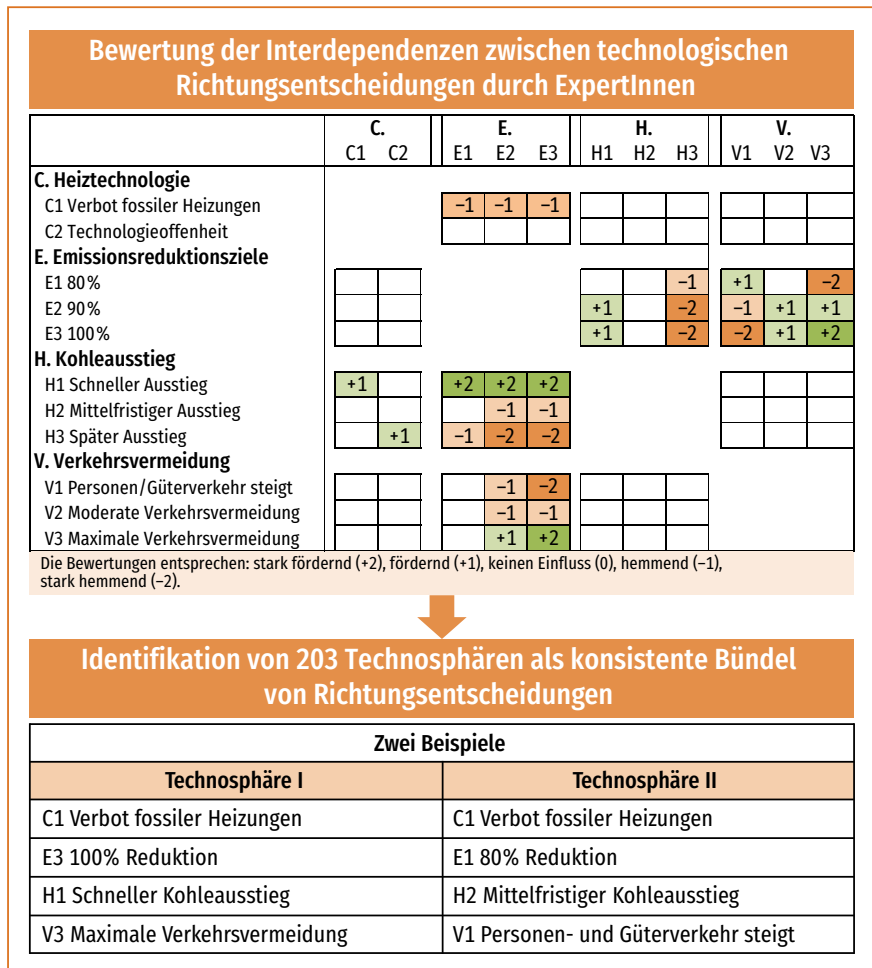 Bewertung der Interdependenzen zwischen technologischen
Richtungsentscheidungen durch ExpertInnen
C. E. H. V.
C1 C2 E1 E2 E3 H1 H2 H3 V1 V2 V3
C. Heiztechnologie
C1 Verbot fossiler Heizungen −1 −1 −1
C2 Technologieoffenheit
E. Emissionsreduktionsziele
E1 80% −1 +1 −2
E2 90% +1 −2 −1 +1 +1
E3 100% +1 −2 −2 +1 +2
H. Kohleausstieg
H1 Schneller Ausstieg +1 +2 +2 +2
H2 Mittelfristiger Ausstieg −1 −1
H3 Später Ausstieg +1 −1 −2 −2
V. Verkehrsvermeidung
V1 Personen/Güterverkehr steigt −1 −2
V2 Moderate Verkehrsvermeidung −1 −1
V3 Maximale Verkehrsvermeidung +1 +2
Die Bewertungen entsprechen: stark fördernd (+2), fördernd (+1), keinen Einfluss (0), hemmend (−1),
stark hemmend (−2).
Identifikation von 203 Technosphären als konsistente Bündel
von Richtungsentscheidungen
Zwei Beispiele
Technosphäre I Technosphäre II
C1 Verbot fossiler Heizungen C1 Verbot fossiler Heizungen
E3 100% Reduktion E1 80% Reduktion
H1 Schneller Kohleausstieg H2 Mittelfristiger Kohleausstieg
V3 Maximale Verkehrsvermeidung V1 Personen- und Güterverkehr steigt